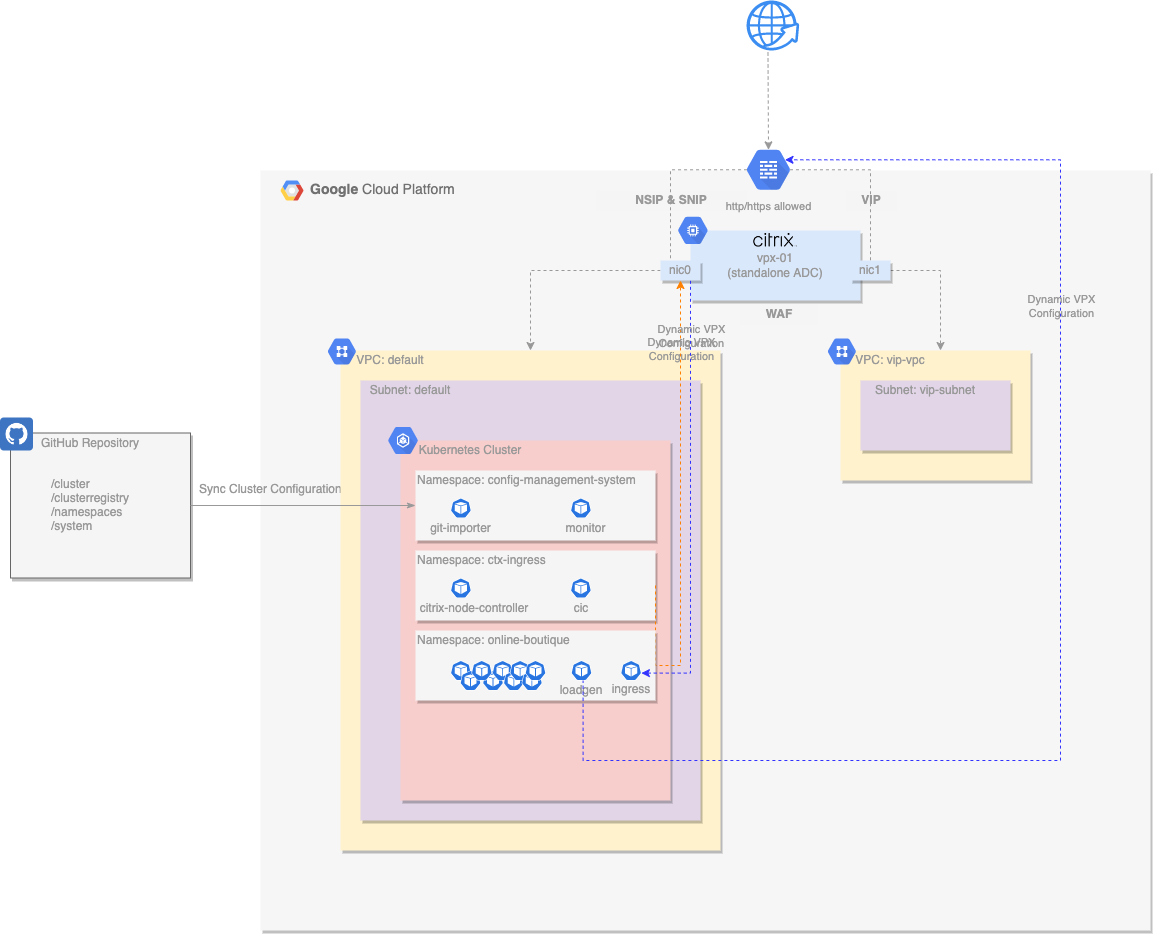 Google Cloud Platform
NSIP & SNIP
http/https allowed
VIP
citrix
vpx-01
(standalone ADC)
nic0
nic1
WAF
Dynamic VPX
Configuration
Dynamic VPX
Configuration
Dynamic VPX
Configuration
VPC: default
Subnet: default
VPC: vip-vpc
Subnet: vip-subnet
GitHub Repository
/cluster
/clusterregistry
/namespaces
/system
Sync Cluster Configuration
Kubernetes Cluster
Namespace: config-management-system
git-importer
monitor
Namespace: ctx-ingress
citrix-node-controller
cic
Namespace: online-boutique
loadgen
ingress